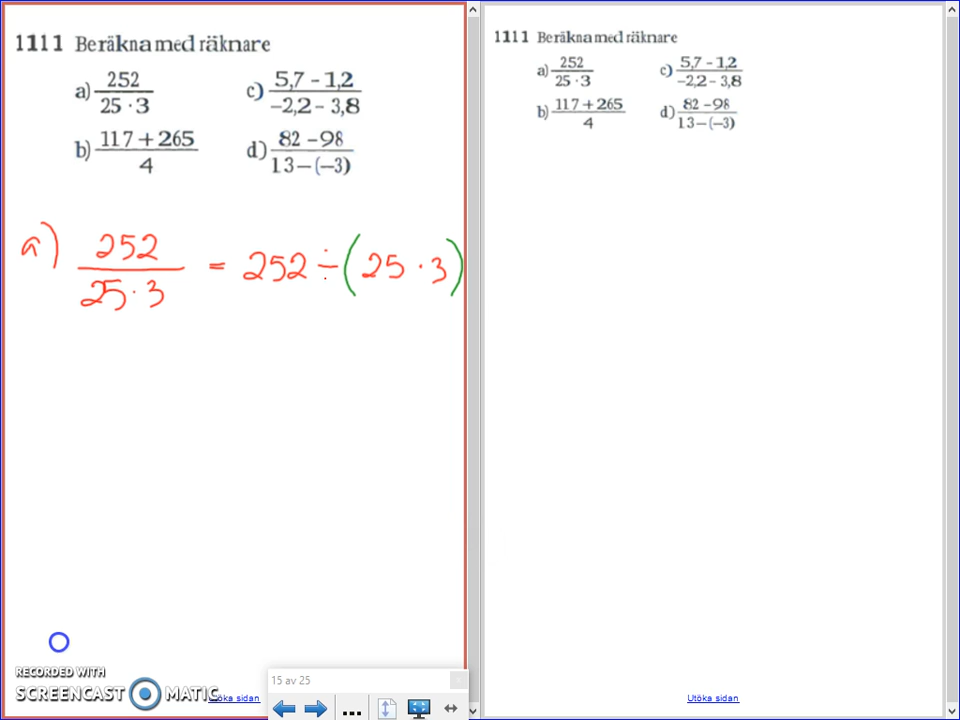 1111 Beräkna med räknare
a) 252 / 25 · 3
c) 5,7 – 1,2 / –2,2 – 3,8
b) 117 + 265 / 4
d) 82 – 98 / 13 – (–3)
a) 252 / 25 · 3 = 252 ÷ (25 · 3)
RECORDED WITH
SCREENCAST MATIC
Utöka sidan
15 av 25
1111 Beräkna med räknare
a) 252 / 25 · 3
c) 5,7 – 1,2 / –2,2 – 3,8
b) 117 + 265 / 4
d) 82 – 98 / 13 – (–3)
Utöka sidan